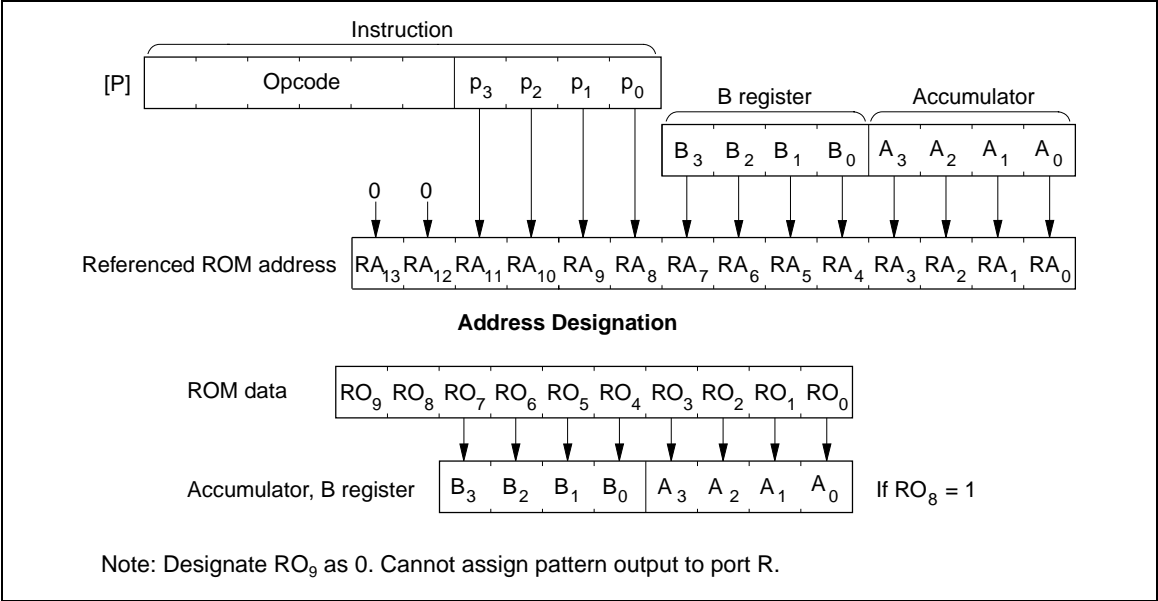 Instruction
[P] Opcode p3 p2 p1 p0
B register Accumulator
B3 B2 B1 B0 A3 A2 A1 A0
0 0
Referenced ROM address RA13 RA12 RA11 RA10 RA9 RA8 RA7 RA6 RA5 RA4 RA3 RA2 RA1 RA0
Address Designation
ROM data RO9 RO8 RO7 RO6 RO5 RO4 RO3 RO2 RO1 RO0
Accumulator, B register B3 B2 B1 B0 A3 A2 A1 A0 If RO8 = 1
Note: Designate RO9 as 0. Cannot assign pattern output to port R.